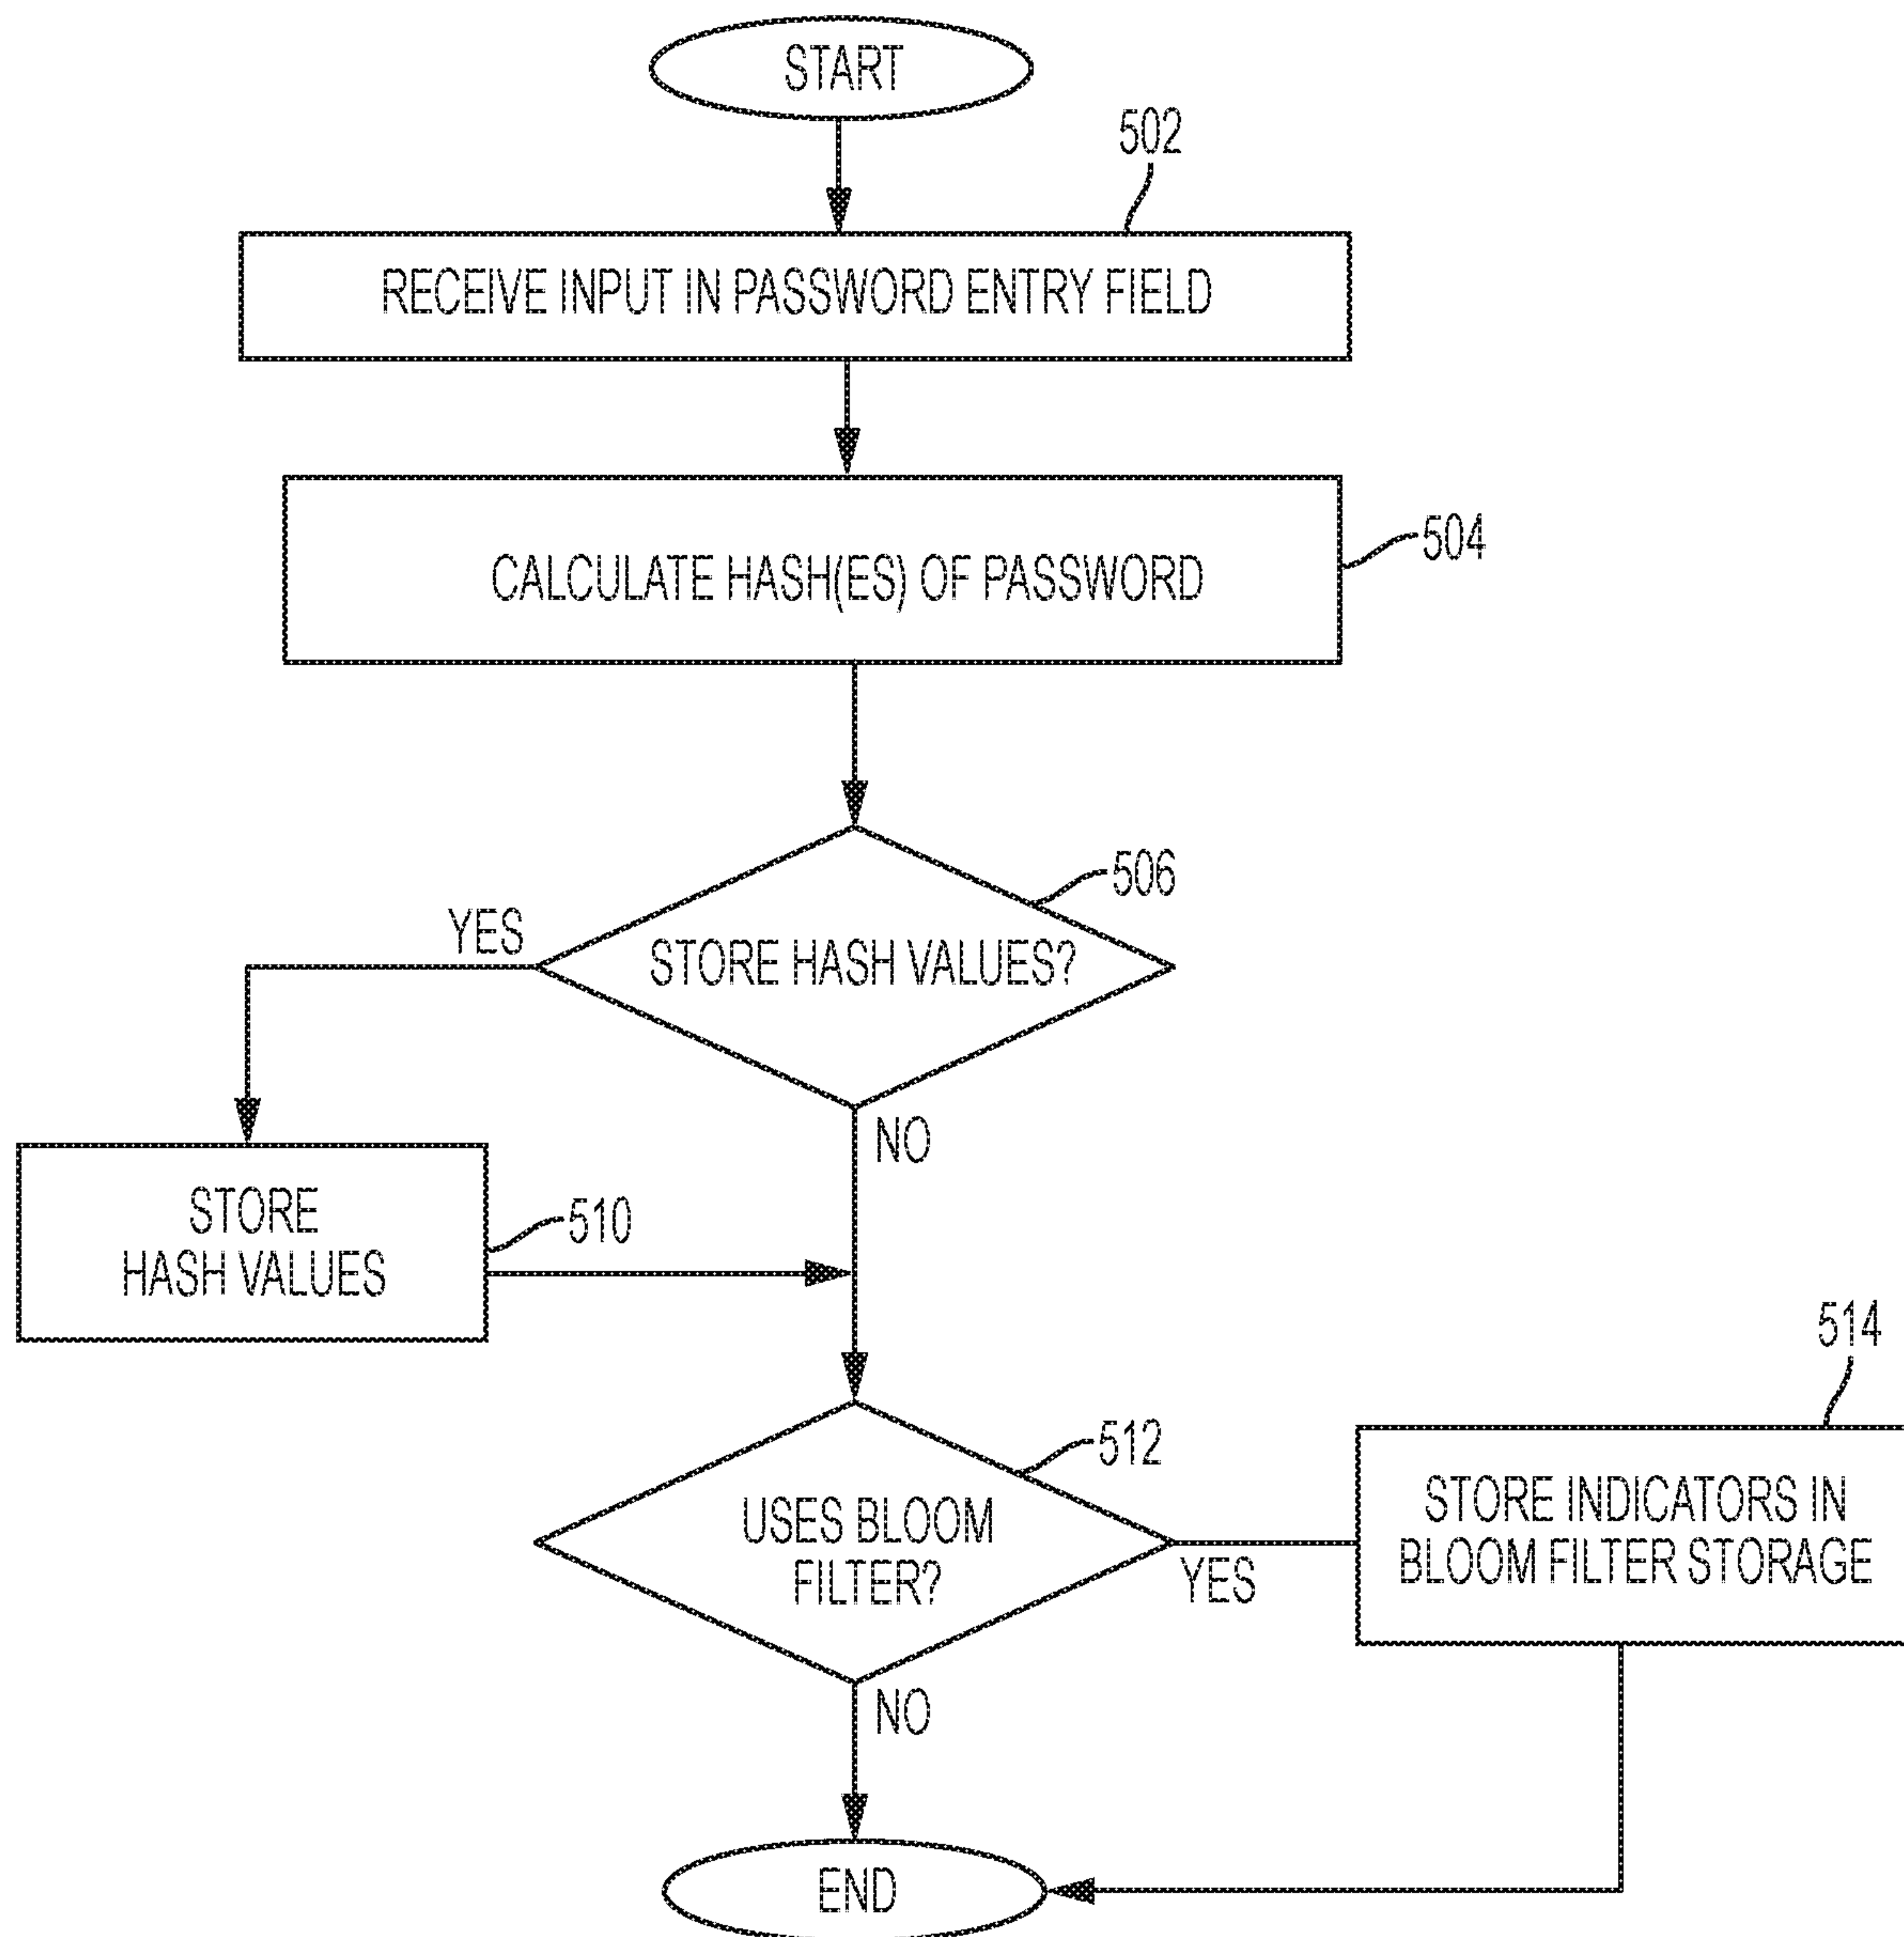 START
502
RECEIVE INPUT IN PASSWORD ENTRY FIELD
504
CALCULATE HASH(ES) OF PASSWORD
506
YES
STORE HASH VALUES?
NO
STORE
HASH VALUES
510
514
512
USES BLOOM
FILTER?
YES
STORE INDICATORS IN
BLOOM FILTER STORAGE
NO
END